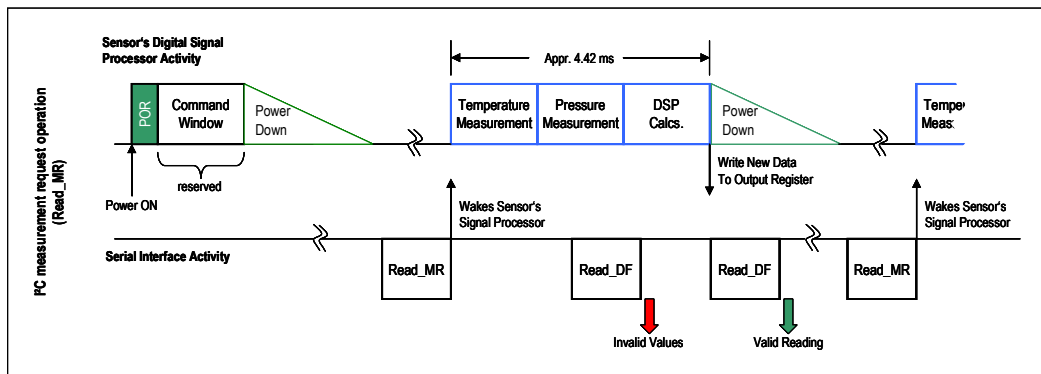 Sensor's Digital Signal
Processor Activity
Appr. 4.42 ms
POR
Command
Window
Power
Down
Temperature
Measurement
Pressure
Measurement
DSP
Calcs.
Power
Down
Temper
Meas:
reserved
Write New Data
To Output Register
Power ON
Wakes Sensor's
Signal Processor
Wakes Sensor's
Signal Processor
Serial Interface Activity
Read_MR
Read_DF
Read_DF
Read_MR
Invalid Values
Valid Reading
I²C measurement request operation
(Read_MR)